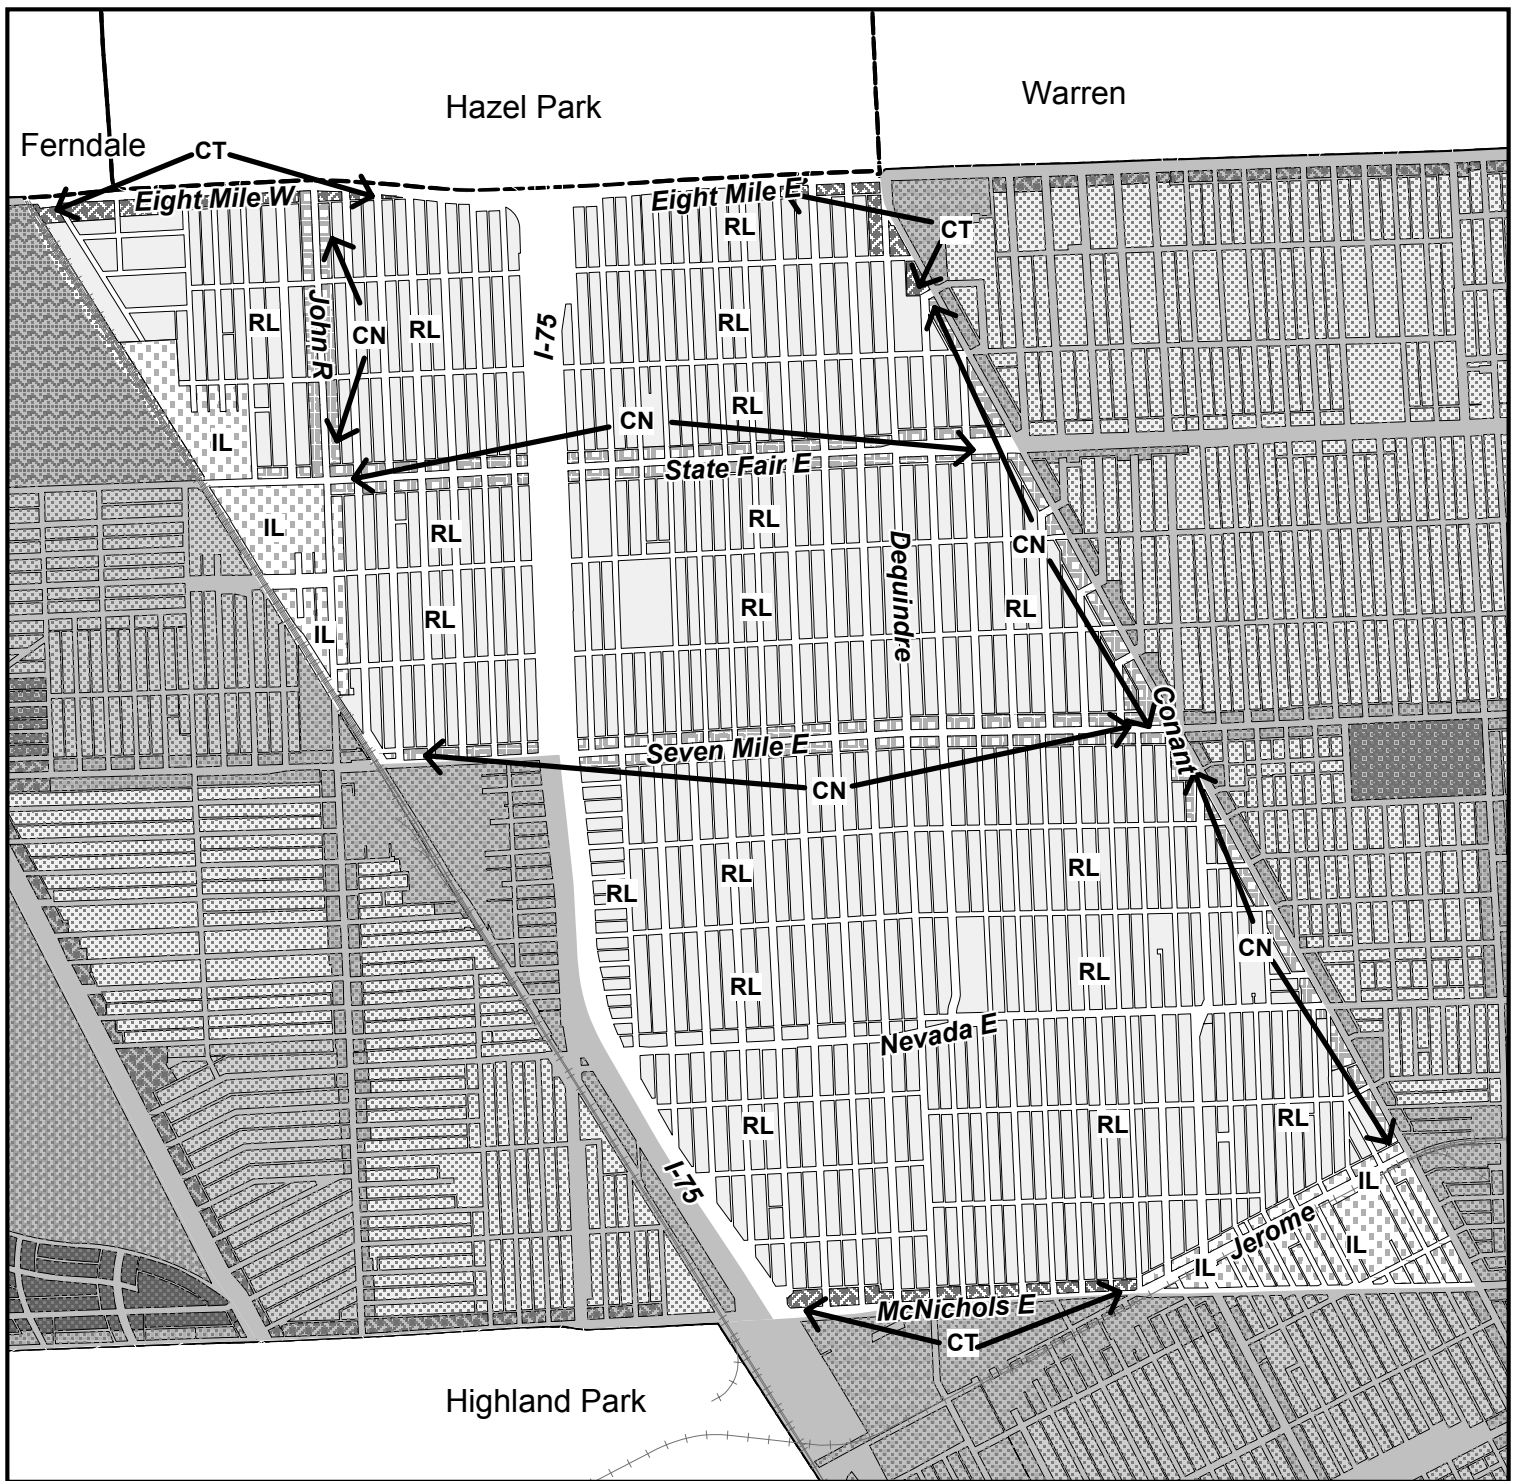 Hazel Park
Warren
Ferndale
CT
Eight Mile W
Eight Mile E
RL
CT
John R
RL
CN
RL
I-75
RL
RL
CN
IL
State Fair E
IL
RL
RL
Dequindre
CN
IL
RL
RL
RL
Conant
Seven Mile E
CN
RL
RL
RL
CN
RL
RL
Nevada E
RL
RL
RL
I-75
IL
Jerome
IL
IL
McNichols E
CT
Highland Park